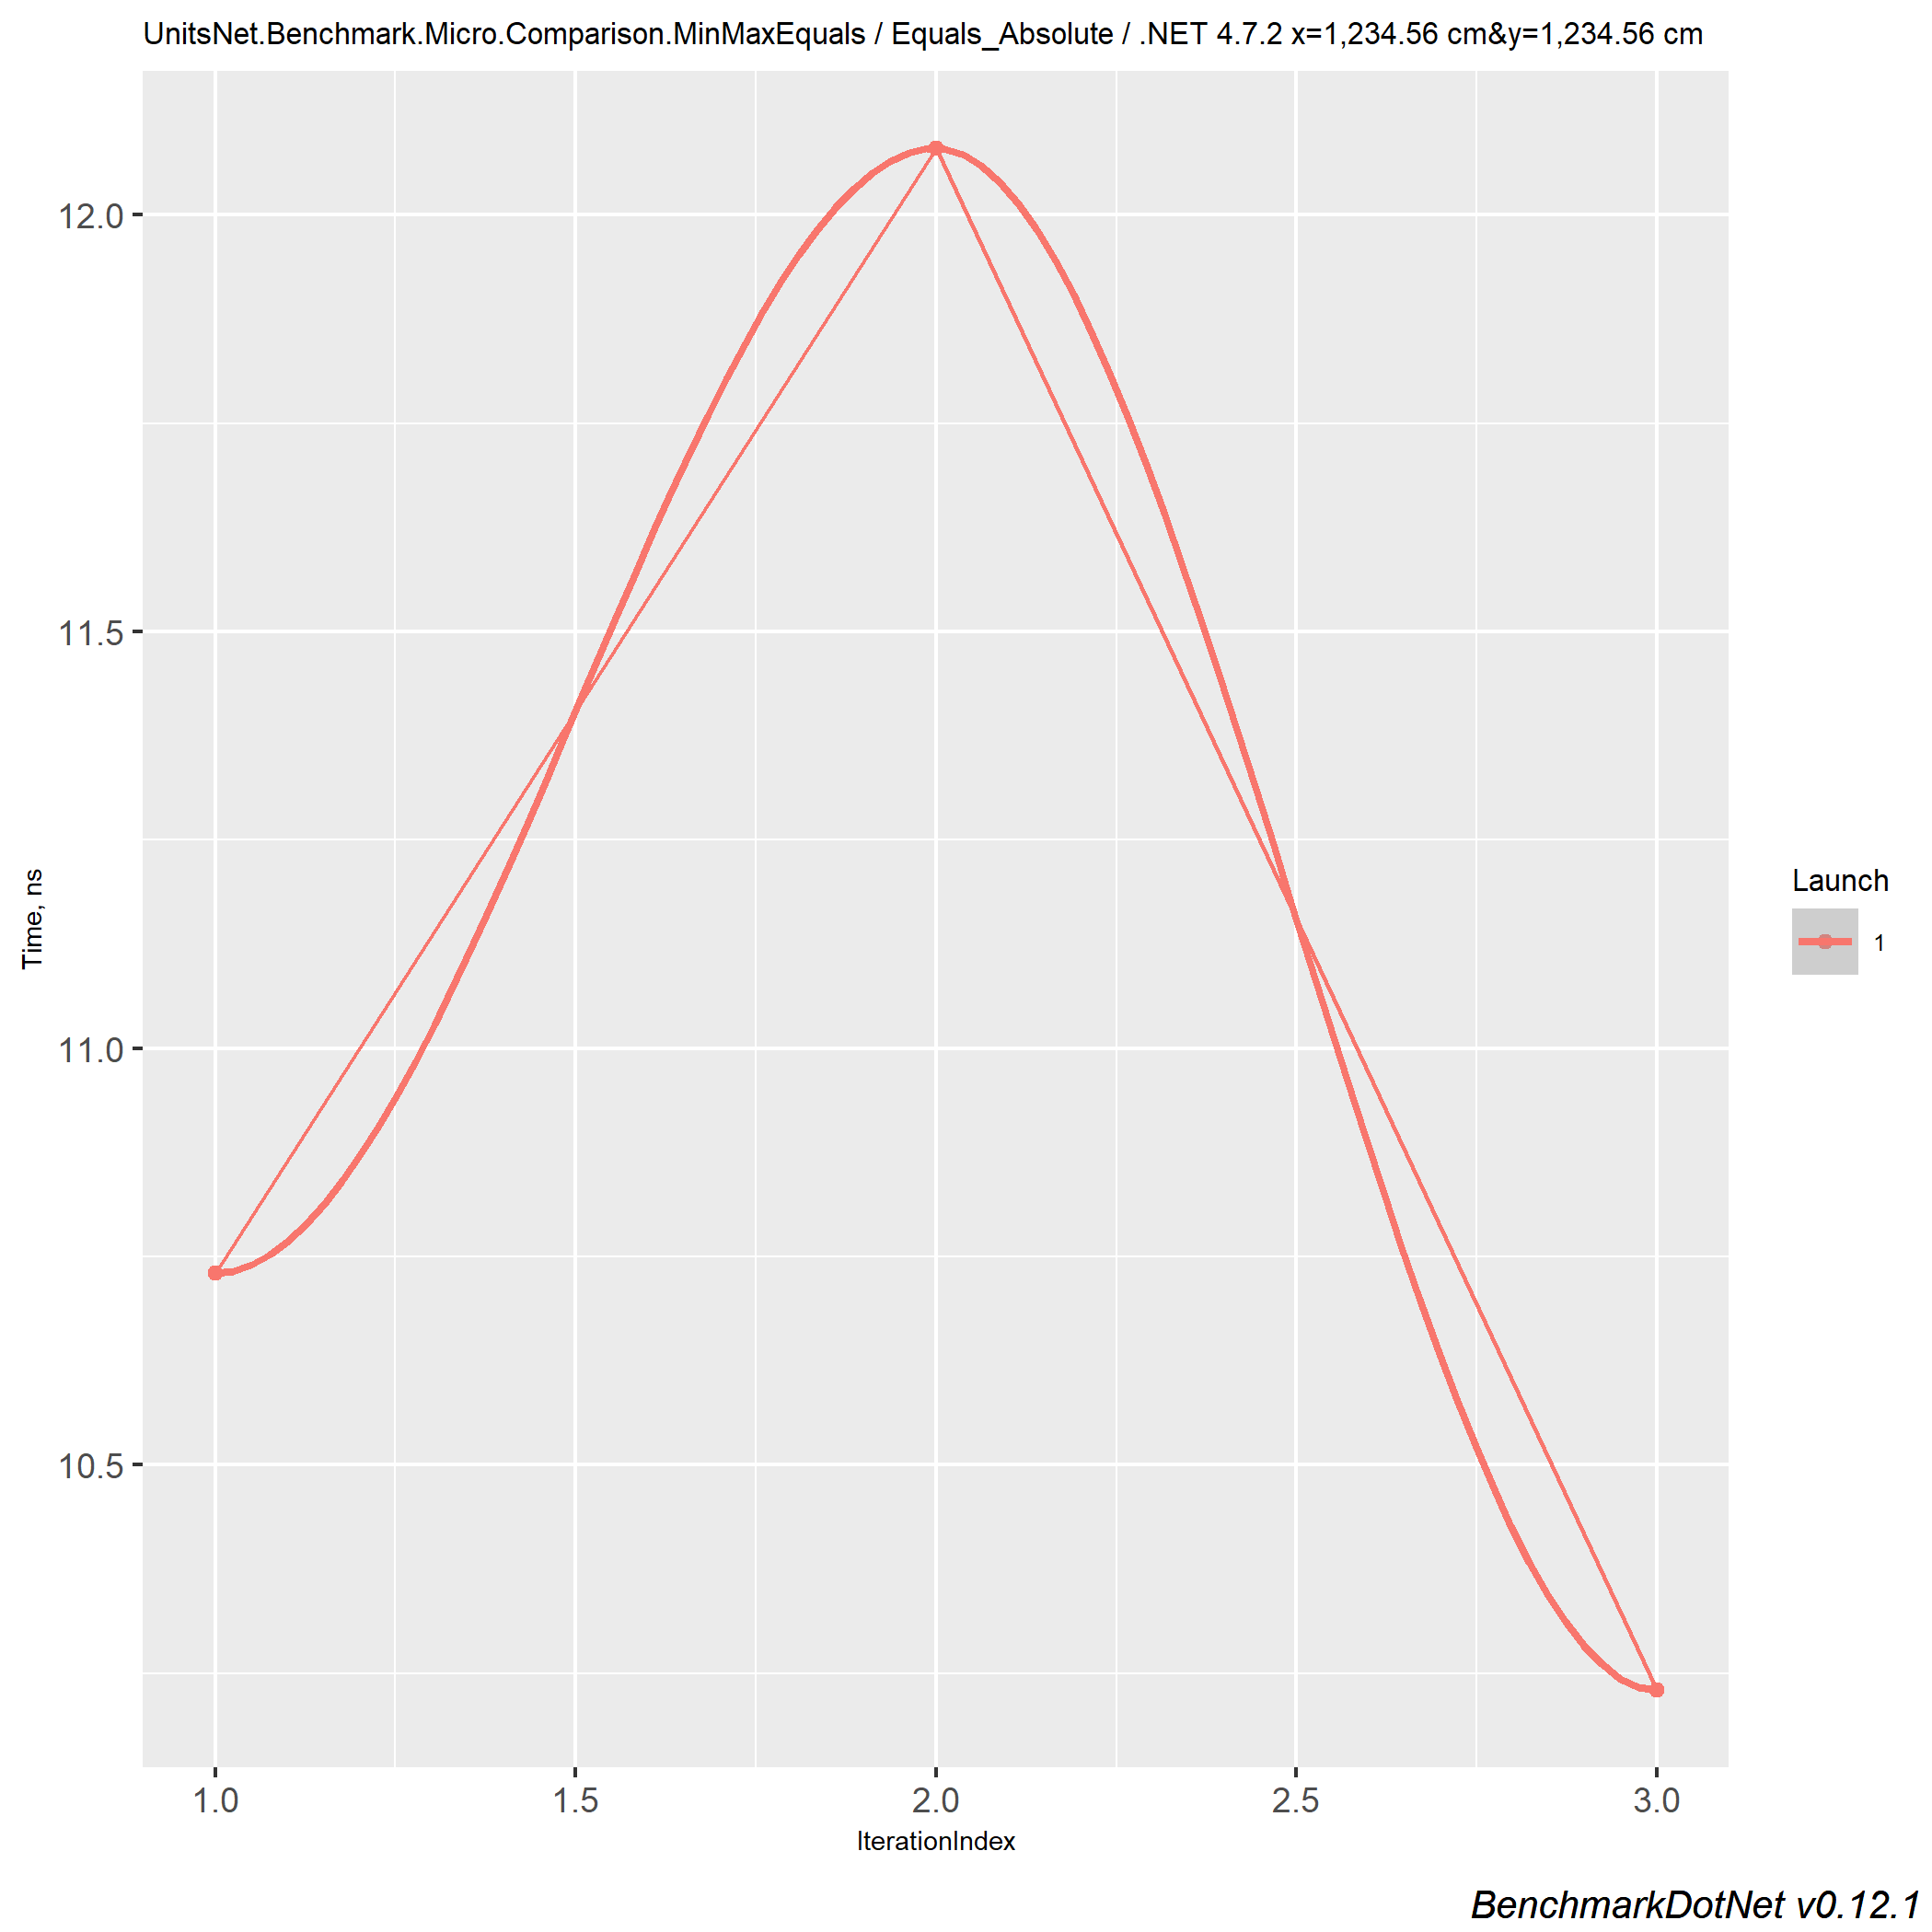 UnitsNet.Benchmark.Micro.Comparison.MinMaxEquals / Equals_Absolute / .NET 4.7.2 x=1,234.56 cm&y=1,234.56 cm
12.0
11.5
11.0
10.5
Time, ns
1.0 1.5 2.0 2.5 3.0
IterationIndex
Launch
1
BenchmarkDotNet v0.12.1